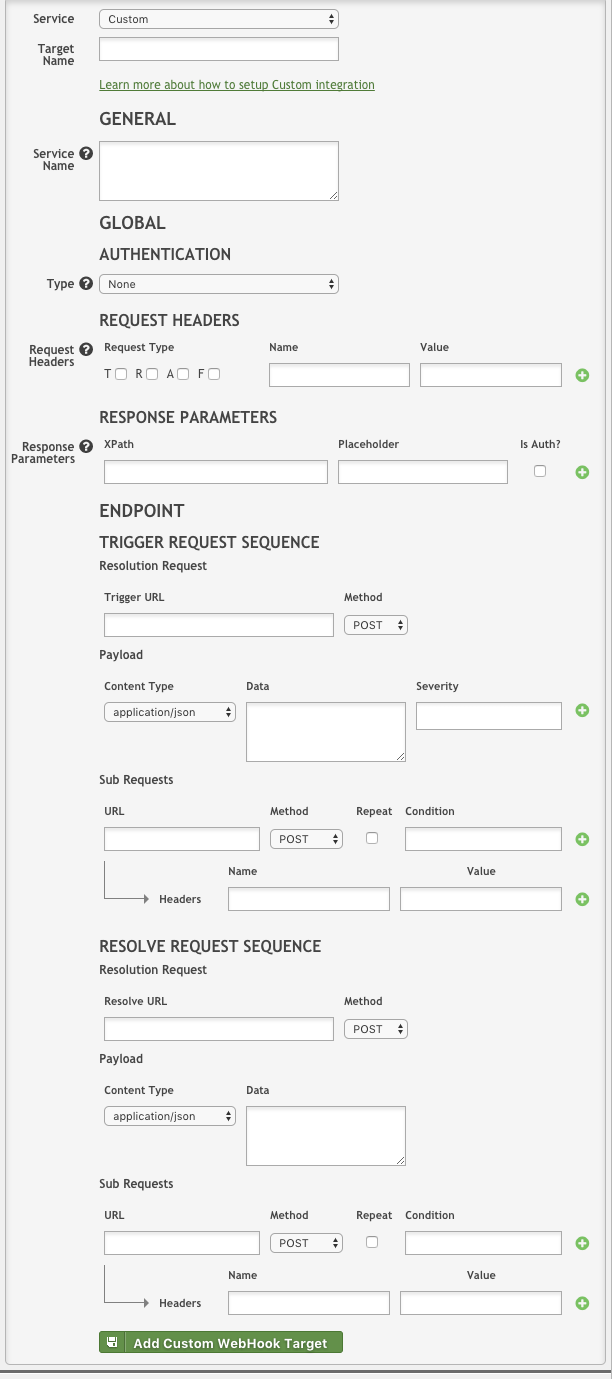 Service
Custom
Target
Name
Learn more about how to setup Custom integration
GENERAL
Service
Name
GLOBAL
AUTHENTICATION
Type
None
REQUEST HEADERS
Request
Headers
Request Type
Name
Value
T R A F
RESPONSE PARAMETERS
Response
Parameters
XPath
Placeholder
Is Auth?
ENDPOINT
TRIGGER REQUEST SEQUENCE
Resolution Request
Trigger URL
Method
POST
Payload
Content Type
Data
Severity
application/json
Sub Requests
URL
Method
Repeat
Condition
POST
Name
Value
Headers
RESOLVE REQUEST SEQUENCE
Resolution Request
Resolve URL
Method
POST
Payload
Content Type
Data
application/json
Sub Requests
URL
Method
Repeat
Condition
POST
Name
Value
Headers
Add Custom WebHook Target